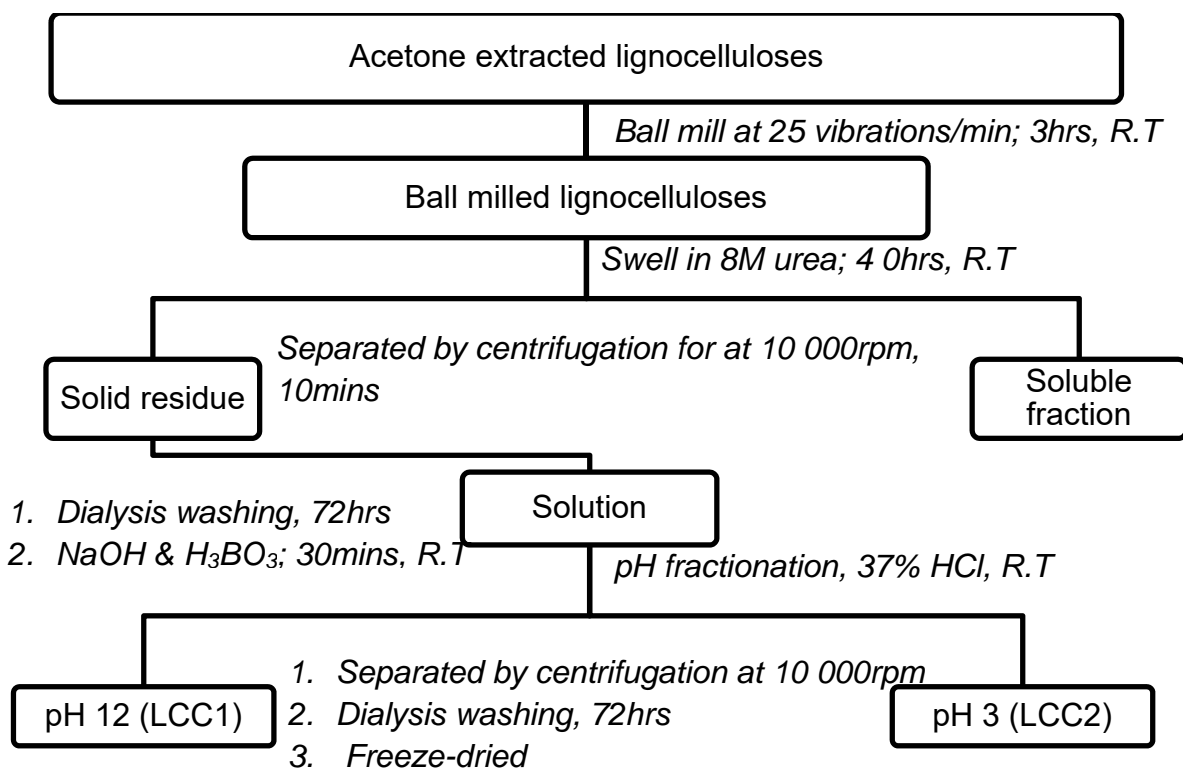 Acetone extracted lignocelluloses
Ball mill at 25 vibrations/min; 3hrs, R.T
Ball milled lignocelluloses
Swell in 8M urea; 4 0hrs, R.T
Separated by centrifugation for at 10 000rpm,
10mins
Solid residue
Soluble
fraction
Solution
1. Dialysis washing, 72hrs
2. NaOH & H₃BO₃; 30mins, R.T
pH fractionation, 37% HCl, R.T
1. Separated by centrifugation at 10 000rpm
2. Dialysis washing, 72hrs
3. Freeze-dried
pH 12 (LCC1)
pH 3 (LCC2)